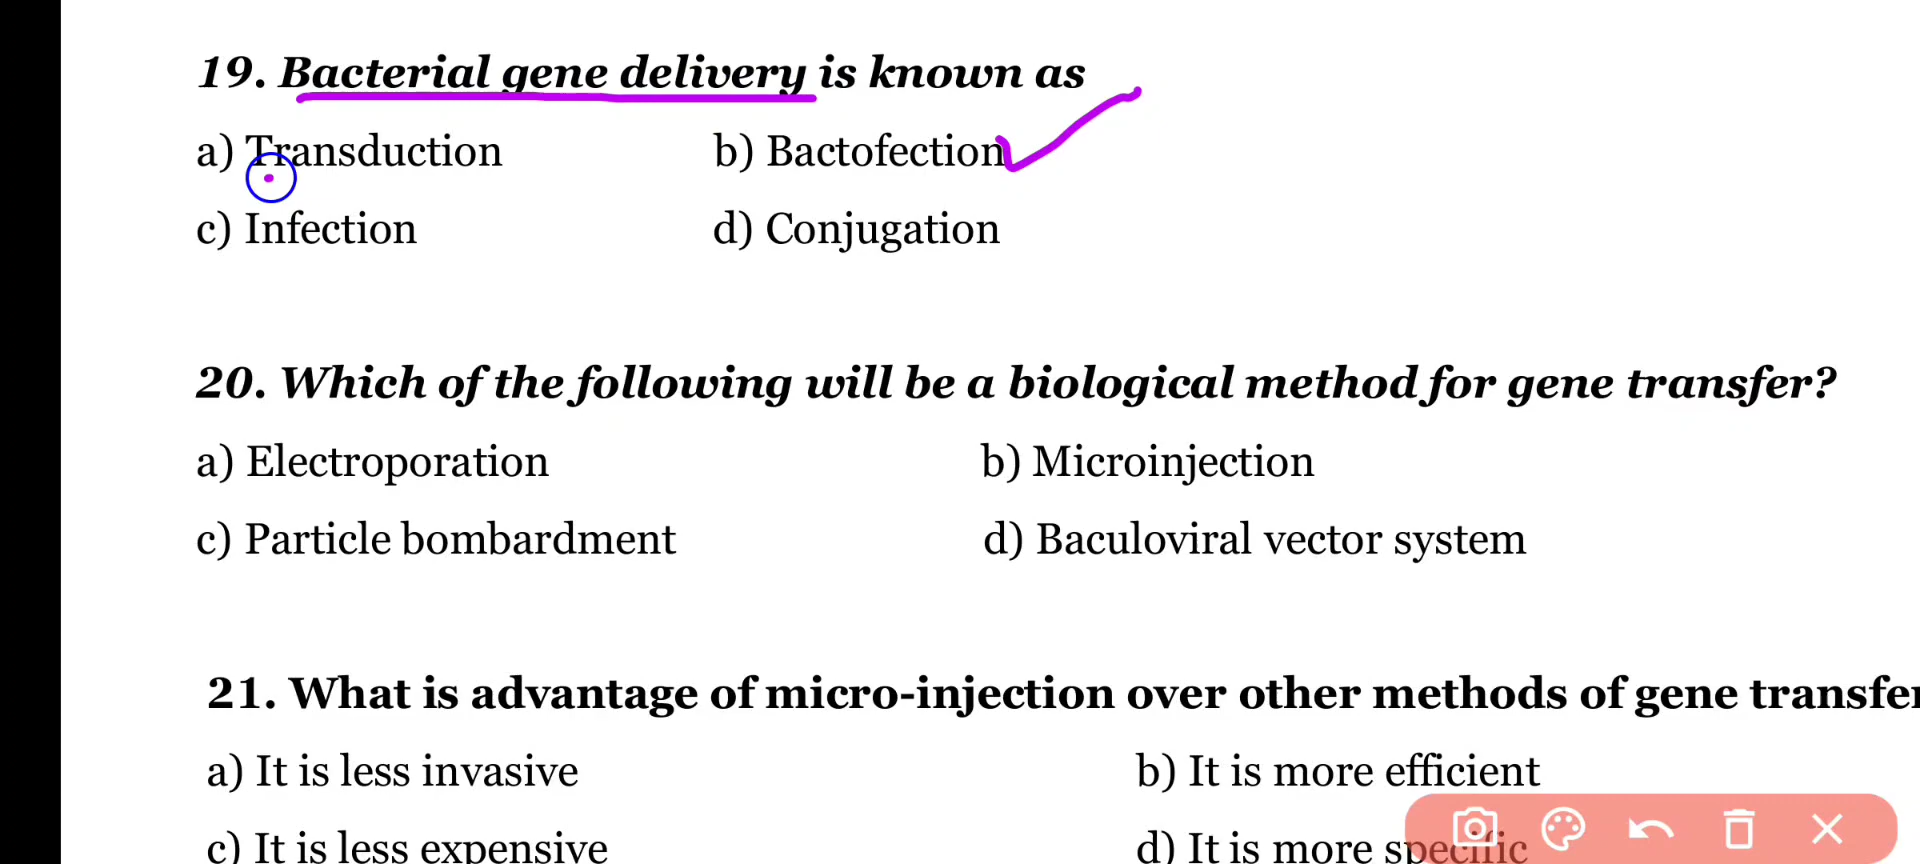 19. Bacterial gene delivery is known as
a) Transduction b) Bactofection
c) Infection d) Conjugation
20. Which of the following will be a biological method for gene transfer?
a) Electroporation b) Microinjection
c) Particle bombardment d) Baculoviral vector system
21. What is advantage of micro-injection over other methods of gene transfer
a) It is less invasive b) It is more efficient
c) It is less expensive d) It is more specific